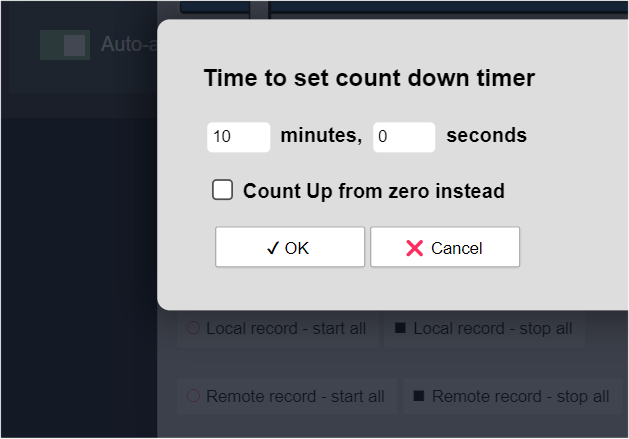 Auto-a
Time to set count down timer
10 minutes, 0 seconds
Count Up from zero instead
✓ OK ❌ Cancel
Local record - start all Local record - stop all
Remote record - start all Remote record - stop all